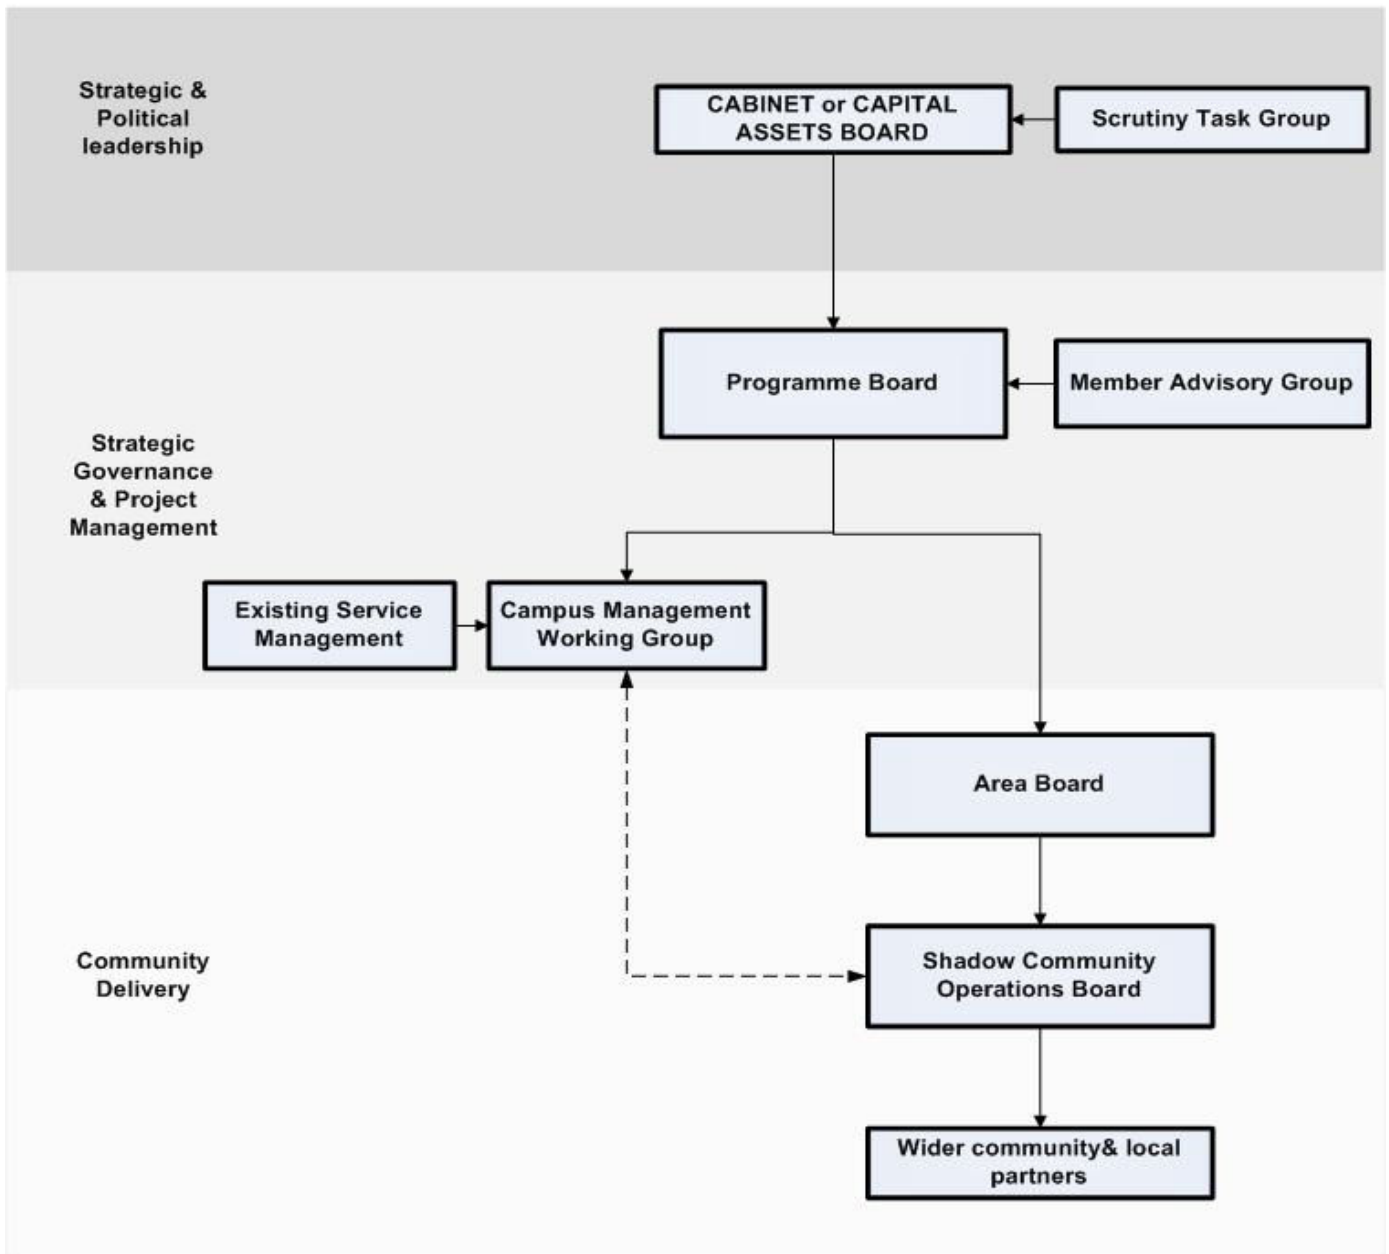 Strategic &
Political
leadership
CABINET or CAPITAL
ASSETS BOARD
Scrutiny Task Group
Programme Board
Member Advisory Group
Strategic
Governance
& Project
Management
Existing Service
Management
Campus Management
Working Group
Area Board
Community
Delivery
Shadow Community
Operations Board
Wider community& local
partners